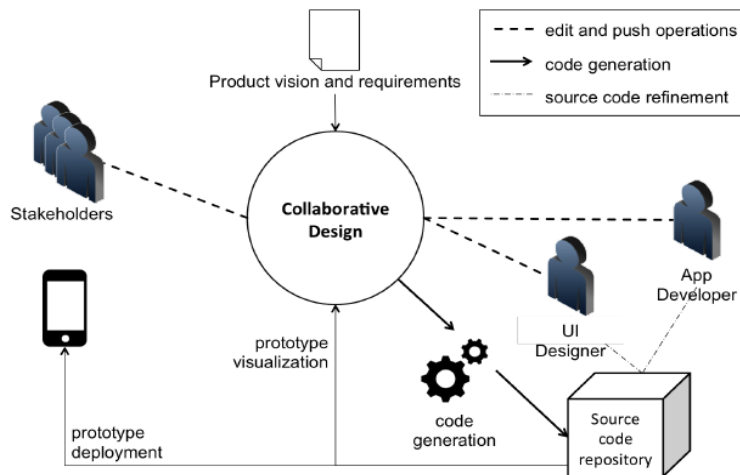 edit and push operations
code generation
source code refinement
Product vision and requirements
Stakeholders
Collaborative
Design
App
Developer
UI
Designer
prototype
visualization
code
generation
prototype
deployment
Source
code
repository